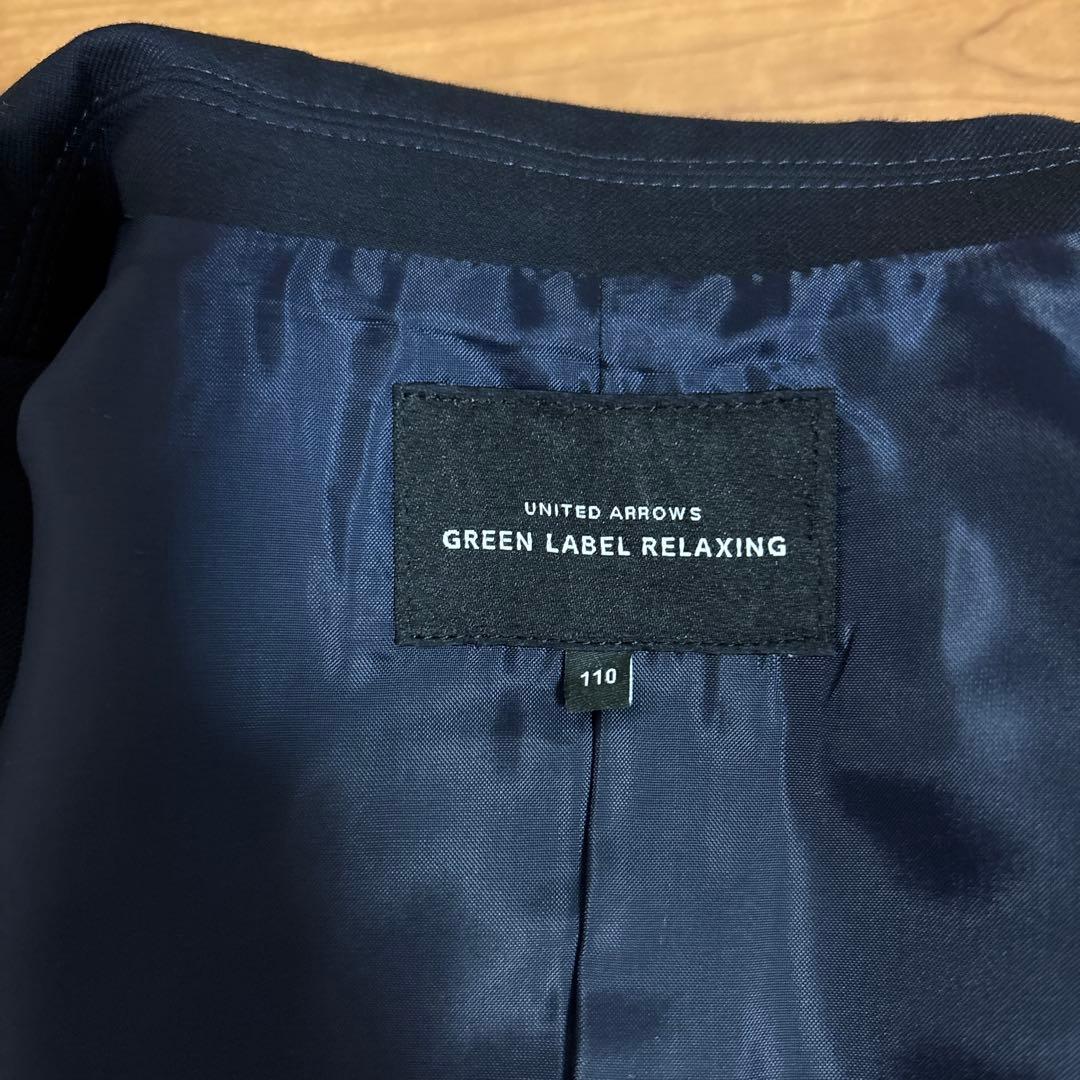 UNITED ARROWS
GREEN LABEL RELAXING
110